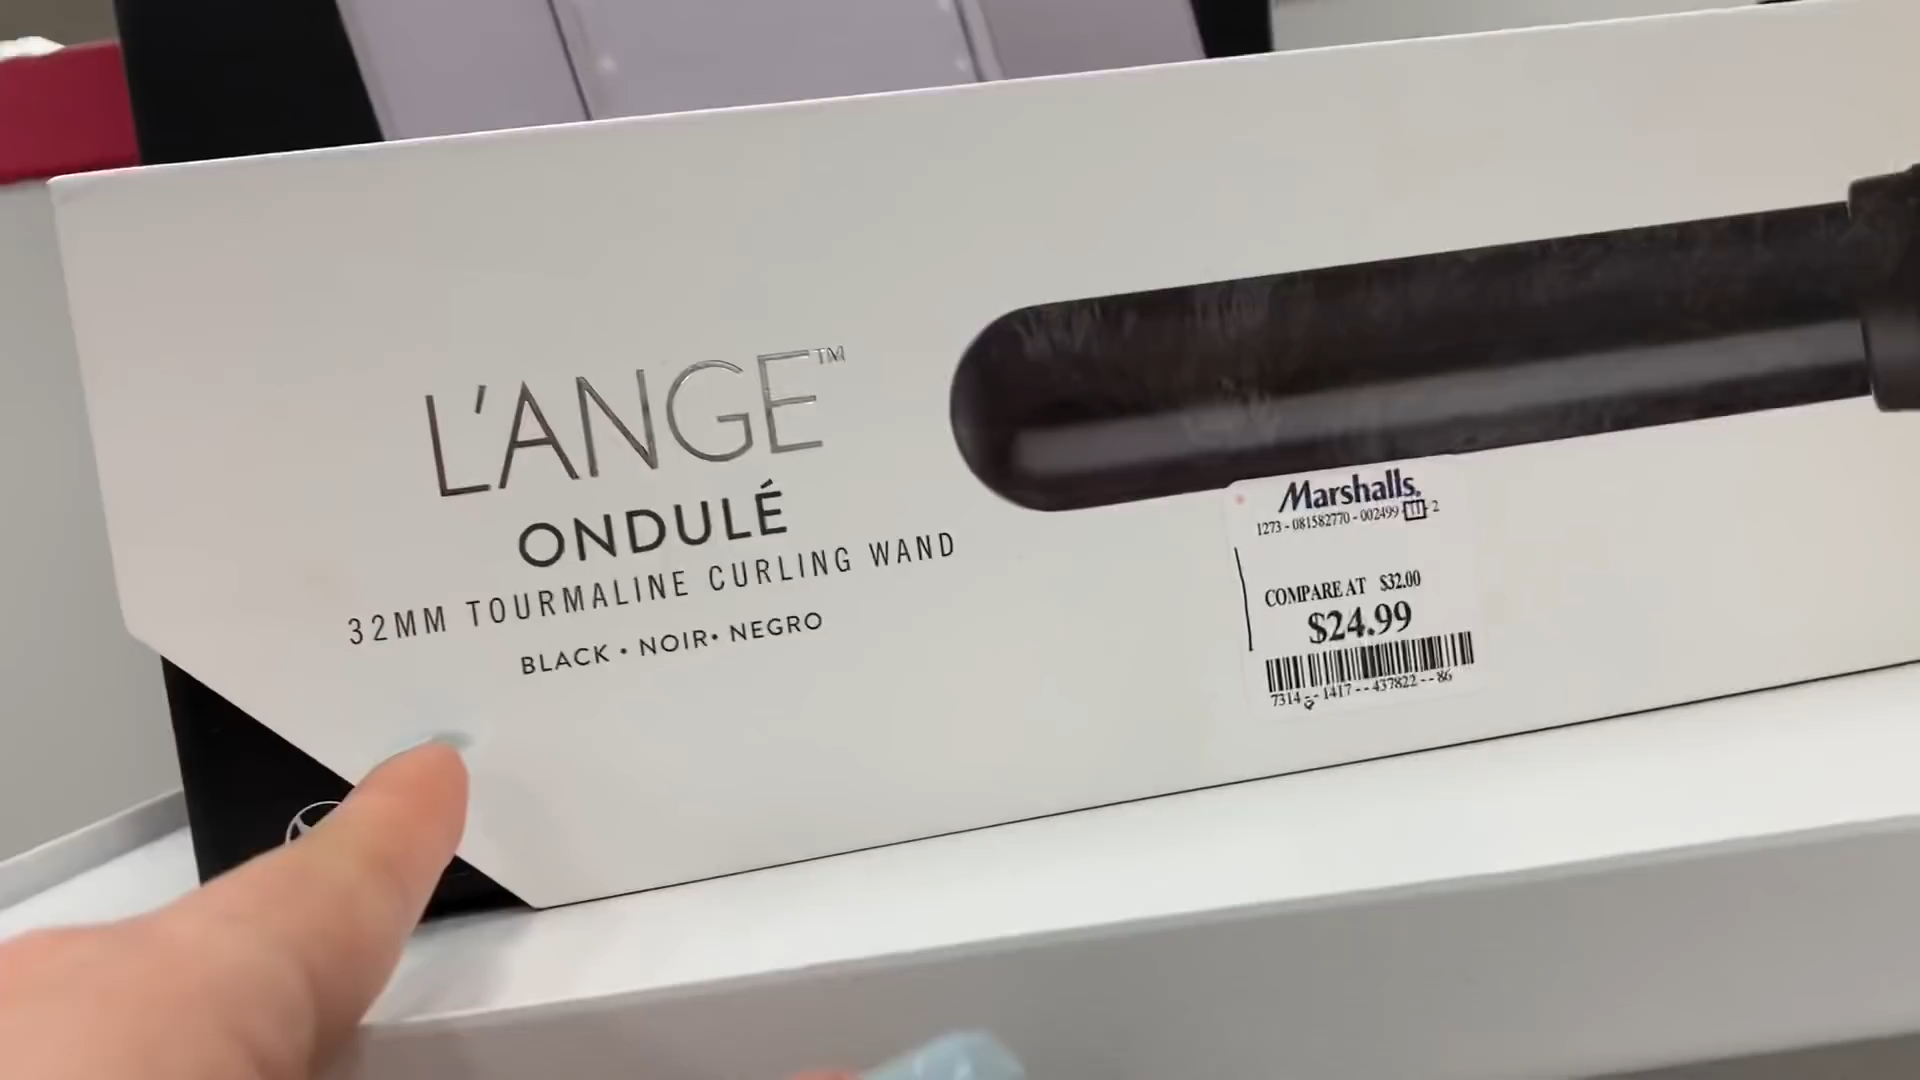 L'ANGE™
ONDULÉ
32MM TOURMALINE CURLING WAND
BLACK • NOIR • NEGRO
Marshalls.
1273 - 081582770 - 002499 - 2
COMPARE AT $32.00
$24.99
7314 -- 1417 -- 437822 -- 86